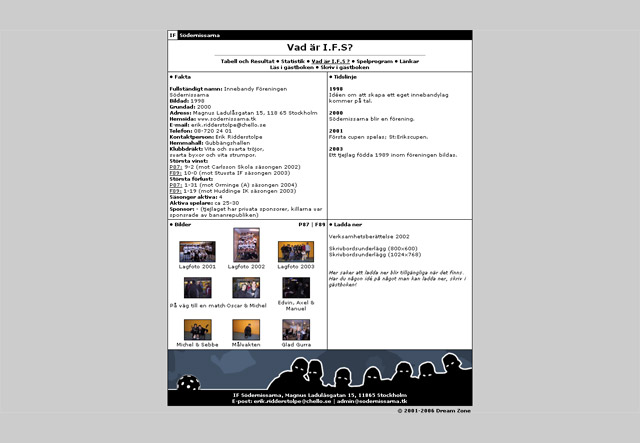 IF Södernissarna
Vad är I.F.S?
Tabell och Resultat • Statistik • Vad är I.F.S ? • Spelprogram • Länkar
Läs i gästboken • Skriv i gästboken
• Fakta
Fullständigt namn: Innebandy Föreningen
Södernissarna
Bildad: 1998
Grundad: 2000
Adress: Magnus Ladulåsgatan 15, 118 65 Stockholm
Hemsida: www.sodernissarna.tk
E-mail: erik.ridderstolpe@chello.se
Telefon: 08-720 24 01
Kontaktperson: Erik Ridderstolpe
Hemmahall: Gubbängshallen
Klubbdräkt: Vita och svarta tröjor,
svarta byxor och vita strumpor.
Största vinst:
P87: 9-2 (mot Carlsson Skola säsongen 2002)
F89: 10-0 (mot Stuvsta IF säsongen 2003)
Största förlust:
P87: 1-31 (mot Orminge (A) säsongen 2004)
F89: 1-19 (mot Huddinge IK säsongen 2003)
Säsonger aktiva: 4
Aktiva spelare: ca 25-30
Sponsor: - (tjejlaget har privata sponsorer, killarna var
sponsrade av bananrepubliken)
• Tidslinje
1998
Idéen om att skapa ett eget innebandylag
kommer på tal.
2000
Södernissarna blir en förening.
2001
Första cupen spelas; St:Erikscupen.
2003
Ett tjejlag födda 1989 inom föreningen bildas.
• Bilder P87 | F89
Lagfoto 2001 Lagfoto 2002 Lagfoto 2003
På väg till en match Oscar & Michel Edvin, Axel &
Manuel
Michel & Sebbe Målvakten Glad Gurra
• Ladda ner
Verksamhetsberättelse 2002
Skrivbordsunderlägg (800x600)
Skrivbordsunderlägg (1024x768)
Mer saker att ladda ner blir tillgängliga när det finns.
Har du någon idé på något man kan ladda ner, skriv i
gästboken!
IF Södernissarna, Magnus Ladulåsgatan 15, 11865 Stockholm
E-post: erik.ridderstolpe@chello.se | admin@sodernissarna.tk
© 2001-2006 Dream Zone